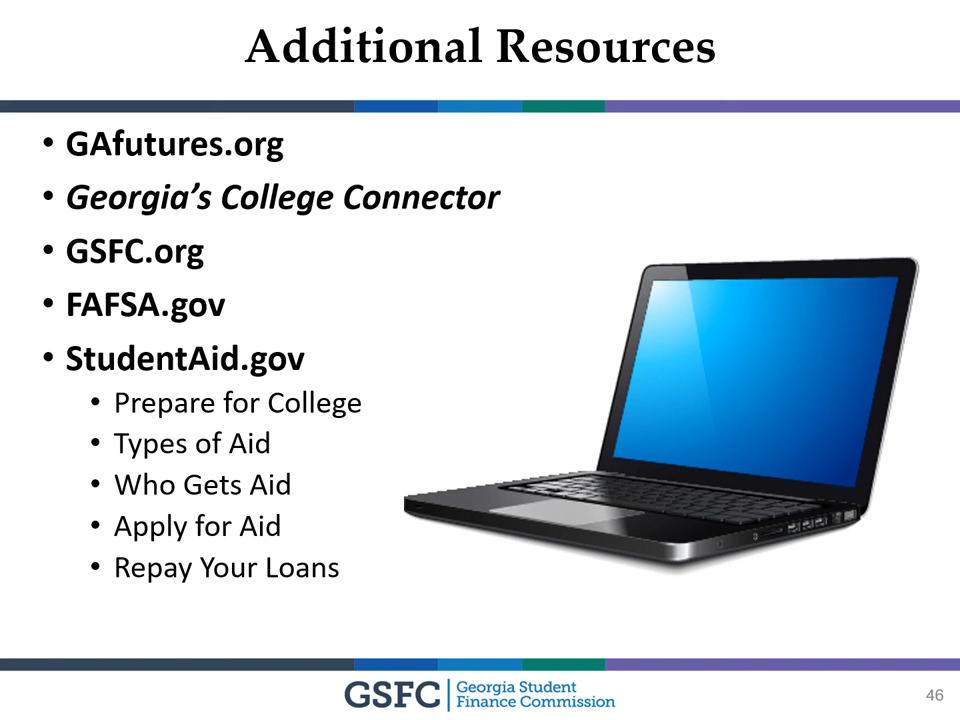 Additional Resources
• GAfutures.org
• Georgia’s College Connector
• GSFC.org
• FAFSA.gov
• StudentAid.gov
• Prepare for College
• Types of Aid
• Who Gets Aid
• Apply for Aid
• Repay Your Loans
GSFC
Georgia Student
Finance Commission
46